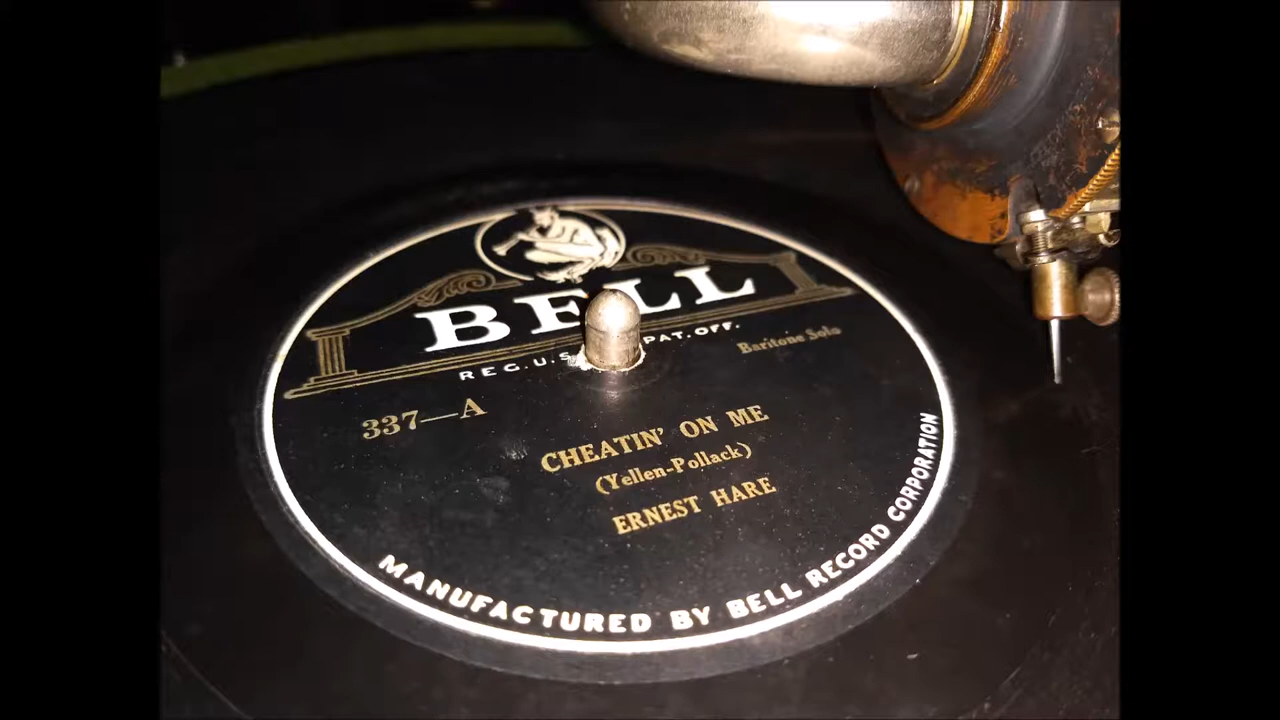 BELL
REG. U.S. PAT. OFF.
Baritone Solo
337—A
CHEATIN' ON ME
(Yellen-Pollack)
ERNEST HARE
MANUFACTURED BY BELL RECORD CORPORATION